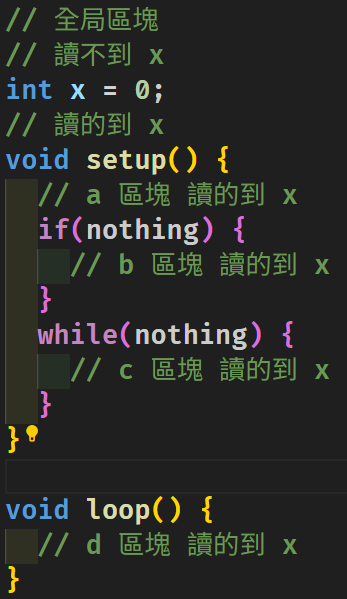 // 全局區塊
// 讀不到 x
int x = 0;
// 讀的到 x
void setup() {
  // a 區塊 讀的到 x
  if(nothing) {
    // b 區塊 讀的到 x
  }
  while(nothing) {
    // c 區塊 讀的到 x
  }
}

void loop() {
  // d 區塊 讀的到 x
}